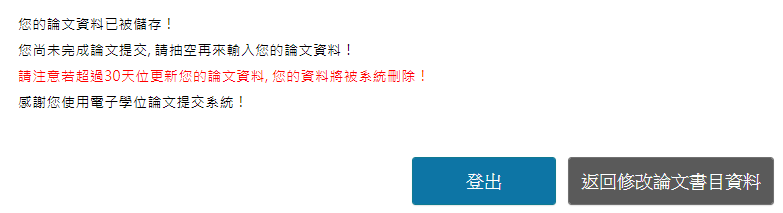 您的論文資料已被儲存！
您尚未完成論文提交, 請抽空再來輸入您的論文資料！
請注意若超過30天位更新您的論文資料, 您的資料將被系統刪除！
感謝您使用電子學位論文提交系統！
登出
返回修改論文書目資料